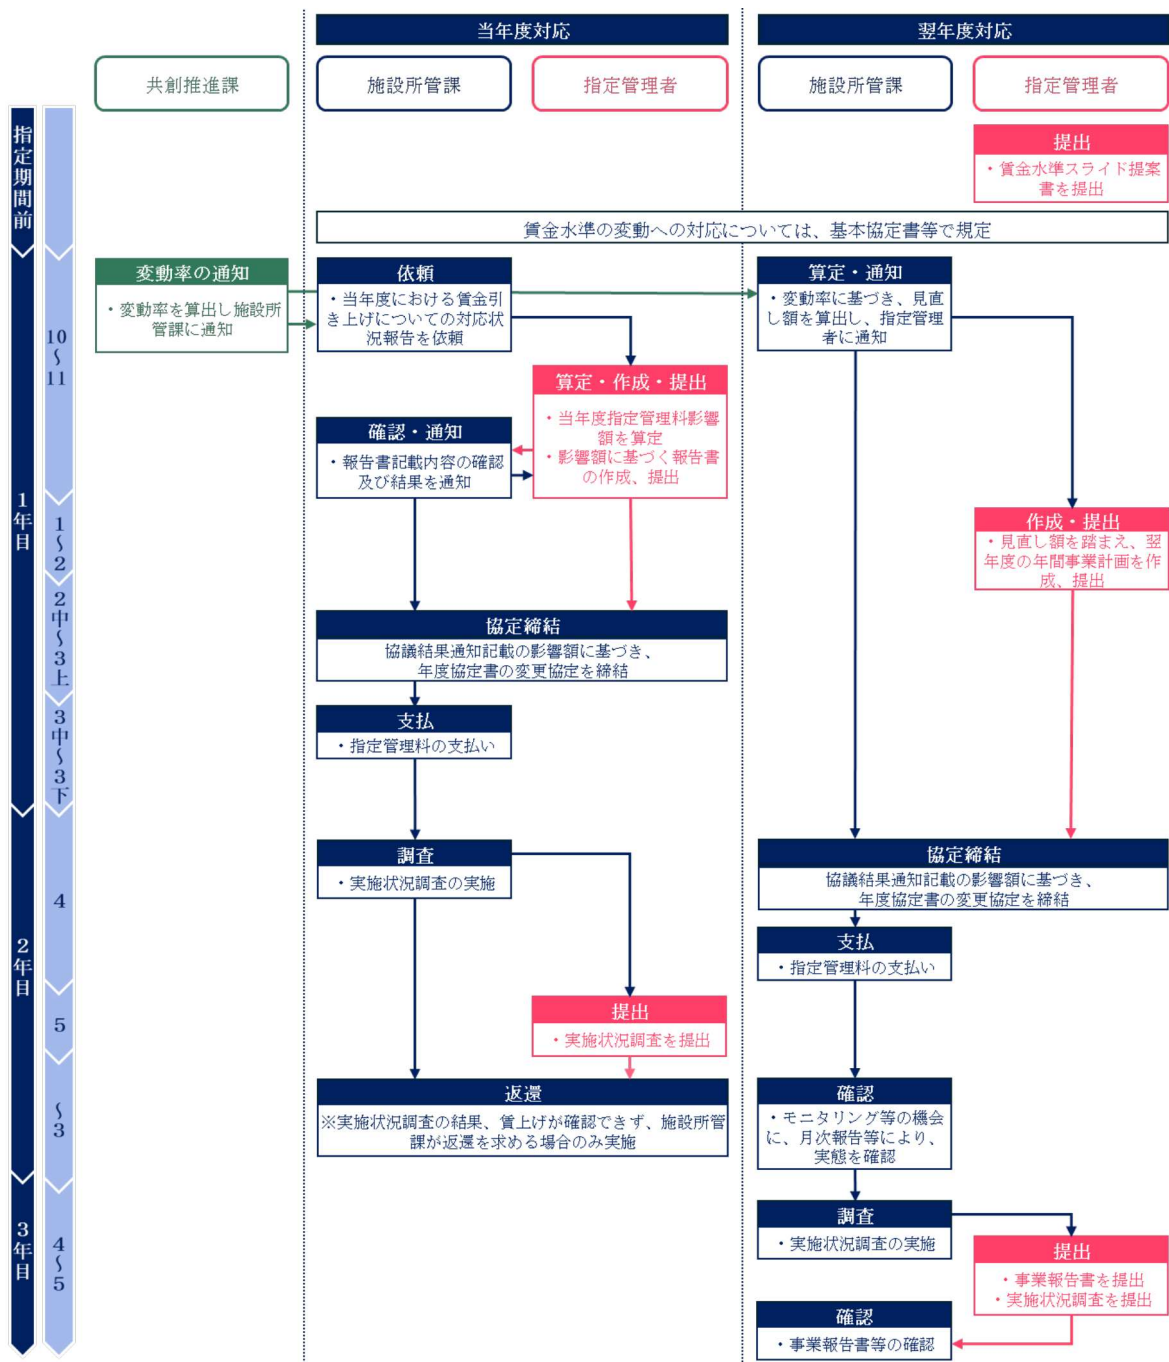 当年度対応
翌年度対応
共創推進課
施設所管課
指定管理者
施設所管課
指定管理者
指定期間前
提出
・賃金水準スライド提案
書を提出
賃金水準の変動への対応については、基本協定書等で規定
1年目
10～11
変動率の通知
・変動率を算出し施設所
管課に通知
依頼
・当年度における賃金引
き上げについての対応状
況報告を依頼
算定・通知
・変動率に基づき、見直
し額を算出し、指定管理
者に通知
算定・作成・提出
・当年度指定管理料影響
額を算定
・影響額に基づく報告書
の作成、提出
確認・通知
・報告書記載内容の確認
及び結果を通知
1～2
作成・提出
・見直し額を踏まえ、翌
年度の年間事業計画を作
成、提出
2中～3上
協定締結
協議結果通知記載の影響額に基づき、
年度協定書の変更協定を締結
3中～3下
支払
・指定管理料の支払い
2年目
4
調査
・実施状況調査の実施
協定締結
協議結果通知記載の影響額に基づき、
年度協定書の変更協定を締結
支払
・指定管理料の支払い
5
提出
・実施状況調査を提出
～3
返還
※実施状況調査の結果、賃上げが確認できず、施設所管
課が返還を求める場合のみ実施
確認
・モニタリング等の機会
に、月次報告等により、
実態を確認
3年目
4～5
調査
・実施状況調査の実施
提出
・事業報告書を提出
・実施状況調査を提出
確認
・事業報告書等の確認